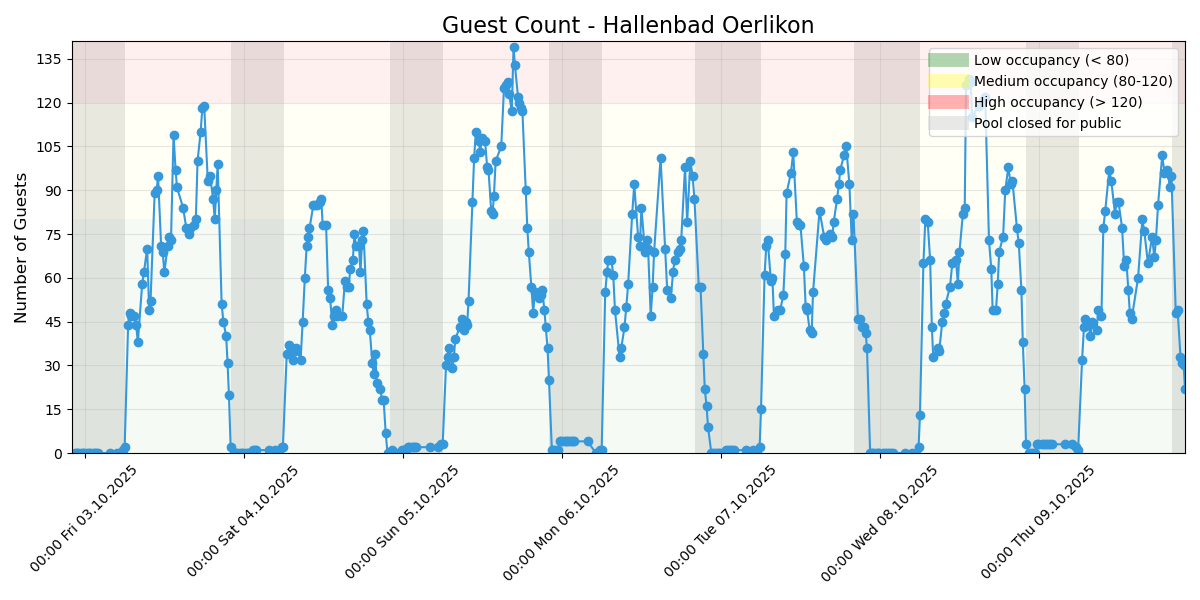 Guest Count - Hallenbad Oerlikon
Number of Guests
135
120
105
90
75
60
45
30
15
0
Low occupancy (< 80)
Medium occupancy (80-120)
High occupancy (> 120)
Pool closed for public
00:00 Fri 03.10.2025
00:00 Sat 04.10.2025
00:00 Sun 05.10.2025
00:00 Mon 06.10.2025
00:00 Tue 07.10.2025
00:00 Wed 08.10.2025
00:00 Thu 09.10.2025